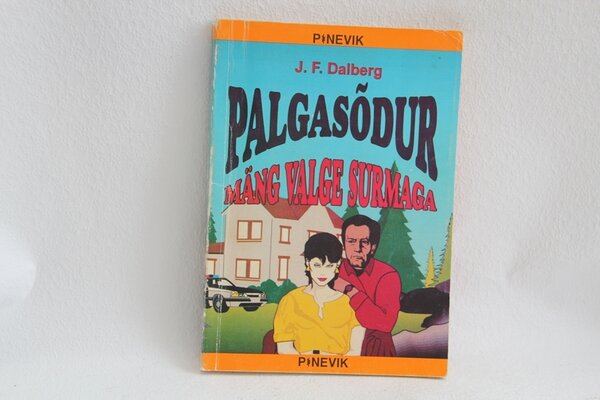 PINEVIK
J. F. Dalberg
PALGASÕDUR
MÄNG VALGE SURMAGA
PINEVIK